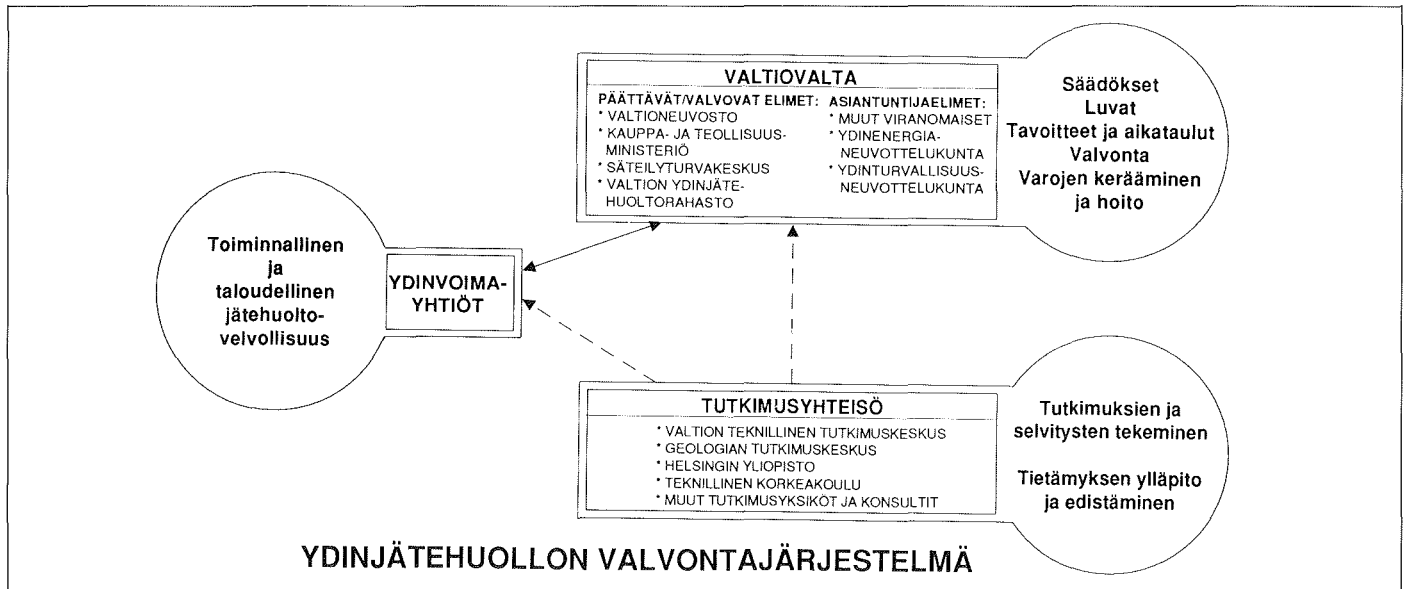 VALTIOVALTA
PÄÄTTÄVÄT/VALVOVAT ELIMET:
* VALTIONEUVOSTO
* KAUPPA- JA TEOLLISUUS-
MINISTERIÖ
* SÄTEILYTURVAKESKUS
* VALTION YDINJÄTE-
HUOLTORAHASTO
ASIANTUNTIJAELIMET:
* MUUT VIRANOMAISET
* YDINENERGIA-
NEUVOTTELUKUNTA
* YDINTURVALLISUUS-
NEUVOTTELUKUNTA
Säädökset
Luvat
Tavoitteet ja aikataulut
Valvonta
Varojen kerääminen
ja hoito
Toiminnallinen
ja
taloudellinen
jätehuolto-
velvollisuus
YDINVOIMA-
YHTIÖT
TUTKIMUSYHTEISÖ
* VALTION TEKNILLINEN TUTKIMUSKESKUS
* GEOLOGIAN TUTKIMUSKESKUS
* HELSINGIN YLIOPISTO
* TEKNILLINEN KORKEAKOULU
* MUUT TUTKIMUSYKSIKÖT JA KONSULTIT
Tutkimuksien ja
selvitysten tekeminen
Tietämyksen ylläpito
ja edistäminen
YDINJÄTEHUOLLON VALVONTAJÄRJESTELMÄ